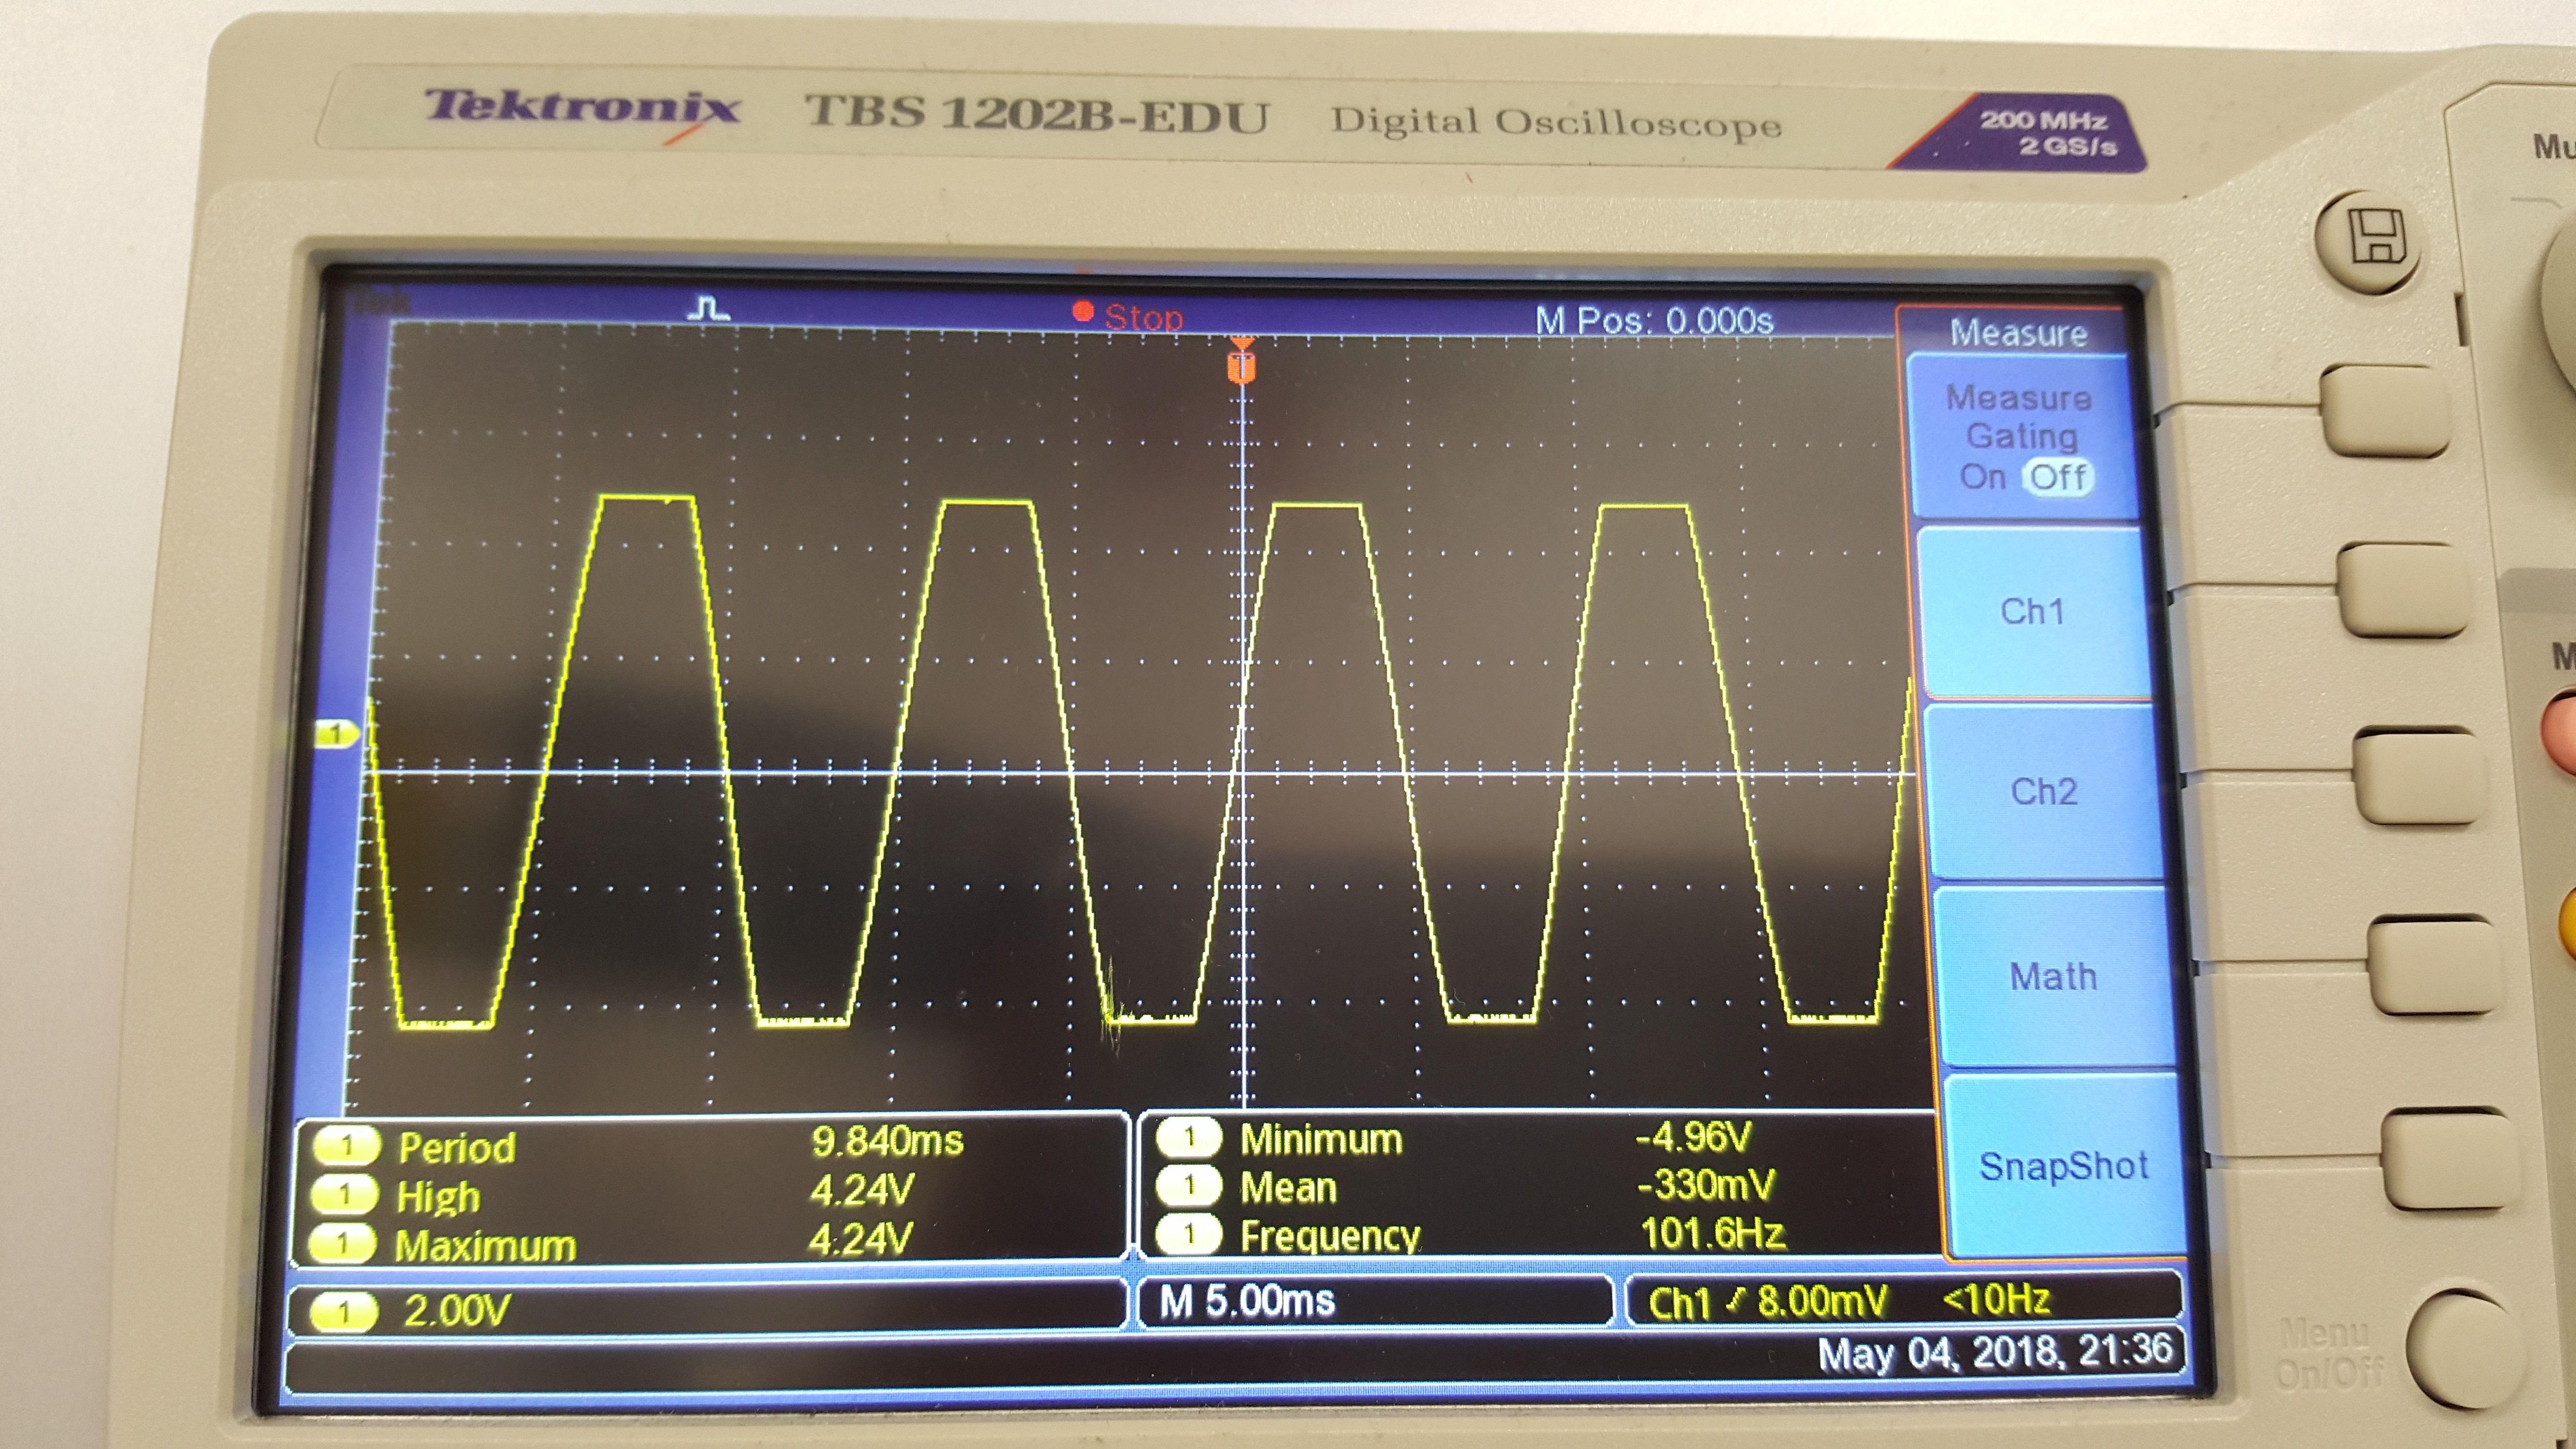 Tektronix TBS 1202B-EDU Digital Oscilloscope
200 MHz
2 GS/s
Stop
M Pos: 0.000s
T
1
Measure
Measure
Gating
On Off
Ch1
Ch2
Math
SnapShot
1 Period 9.840ms
1 High 4.24V
1 Maximum 4.24V
1 Minimum -4.96V
1 Mean -330mV
1 Frequency 101.6Hz
1 2.00V
M 5.00ms
Ch1 8.00mV <10Hz
May 04, 2018, 21:36
Menu
On/Off
Mu
M